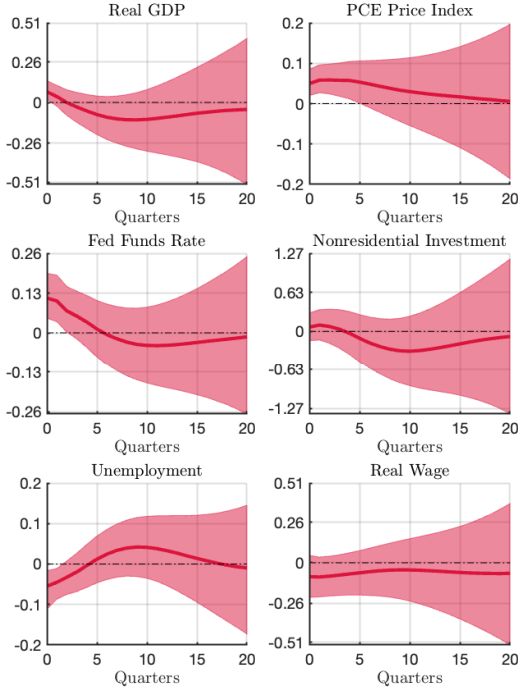 Real GDP
0.51
0.26
0
-0.26
-0.51
0 5 10 15 20
Quarters
PCE Price Index
0.2
0.1
0
-0.1
-0.2
0 5 10 15 20
Quarters
Fed Funds Rate
0.26
0.13
0
-0.13
-0.26
0 5 10 15 20
Quarters
Nonresidential Investment
1.27
0.63
0
-0.63
-1.27
0 5 10 15 20
Quarters
Unemployment
0.2
0.1
0
-0.1
-0.2
0 5 10 15 20
Quarters
Real Wage
0.51
0.26
0
-0.26
-0.51
0 5 10 15 20
Quarters